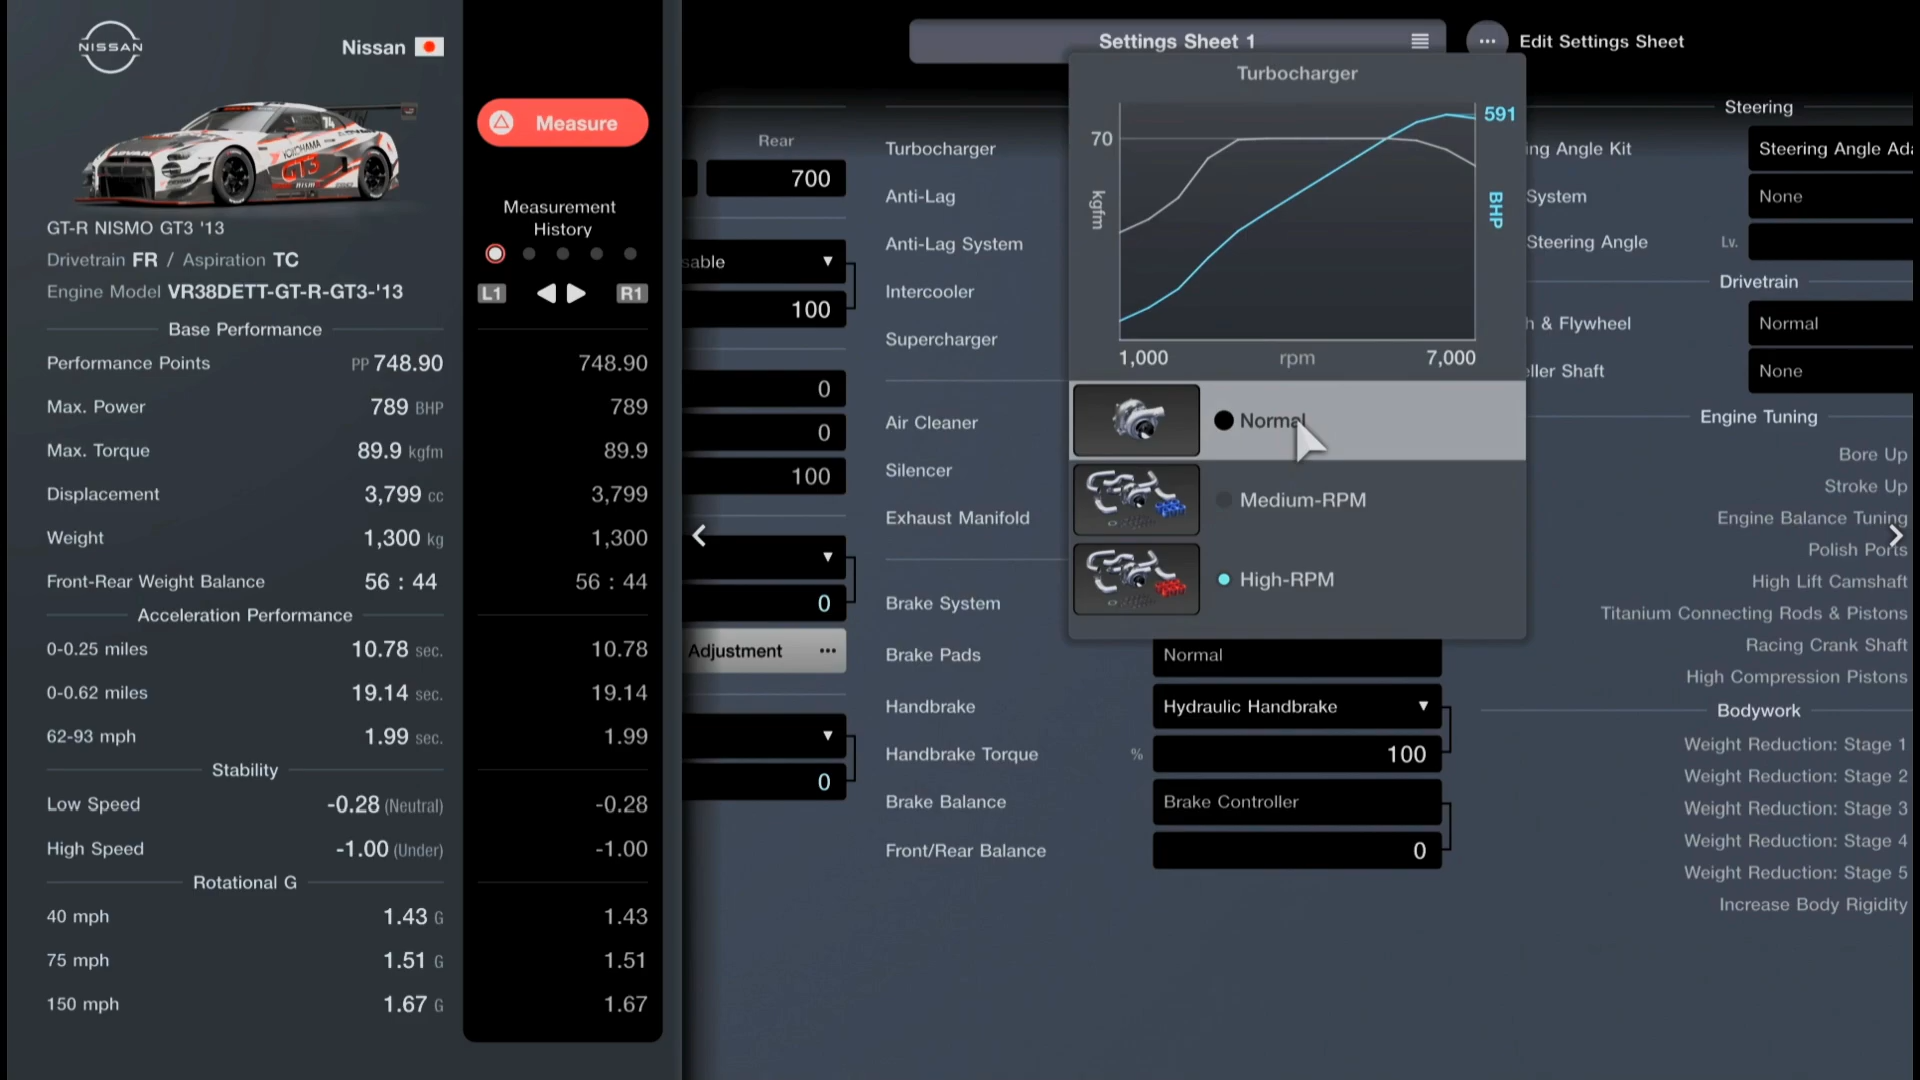 NISSAN
Nissan
GT-R NISMO GT3 '13
Drivetrain FR / Aspiration TC
Engine Model VR38DETT-GT-R-GT3-'13
Base Performance
Performance Points PP 748.90
Max. Power 789 BHP
Max. Torque 89.9 kgfm
Displacement 3,799 cc
Weight 1,300 kg
Front-Rear Weight Balance 56 : 44
Acceleration Performance
0-0.25 miles 10.78 sec.
0-0.62 miles 19.14 sec.
62-93 mph 1.99 sec.
Stability
Low Speed -0.28 (Neutral)
High Speed -1.00 (Under)
Rotational G
40 mph 1.43 G
75 mph 1.51 G
150 mph 1.67 G
Measure
Measurement
History
L1 R1
748.90
789
89.9
3,799
1,300
56 : 44
10.78
19.14
1.99
-0.28
-1.00
1.43
1.51
1.67
Settings Sheet 1
Edit Settings Sheet
Rear
700
sable
100
0
0
100
0
Adjustment
0
Turbocharger
Anti-Lag
Anti-Lag System
Intercooler
Supercharger
Air Cleaner
Silencer
Exhaust Manifold
Brake System
Brake Pads Normal
Handbrake Hydraulic Handbrake
Handbrake Torque % 100
Brake Balance Brake Controller
Front/Rear Balance 0
Turbocharger
591
70
kgfm
BHP
1,000 rpm 7,000
Normal
Medium-RPM
High-RPM
Steering
ing Angle Kit Steering Angle Ada
System None
Steering Angle Lv.
Drivetrain
h & Flywheel Normal
eller Shaft None
Engine Tuning
Bore Up
Stroke Up
Engine Balance Tuning
Polish Ports
High Lift Camshaft
Titanium Connecting Rods & Pistons
Racing Crank Shaft
High Compression Pistons
Bodywork
Weight Reduction: Stage 1
Weight Reduction: Stage 2
Weight Reduction: Stage 3
Weight Reduction: Stage 4
Weight Reduction: Stage 5
Increase Body Rigidity